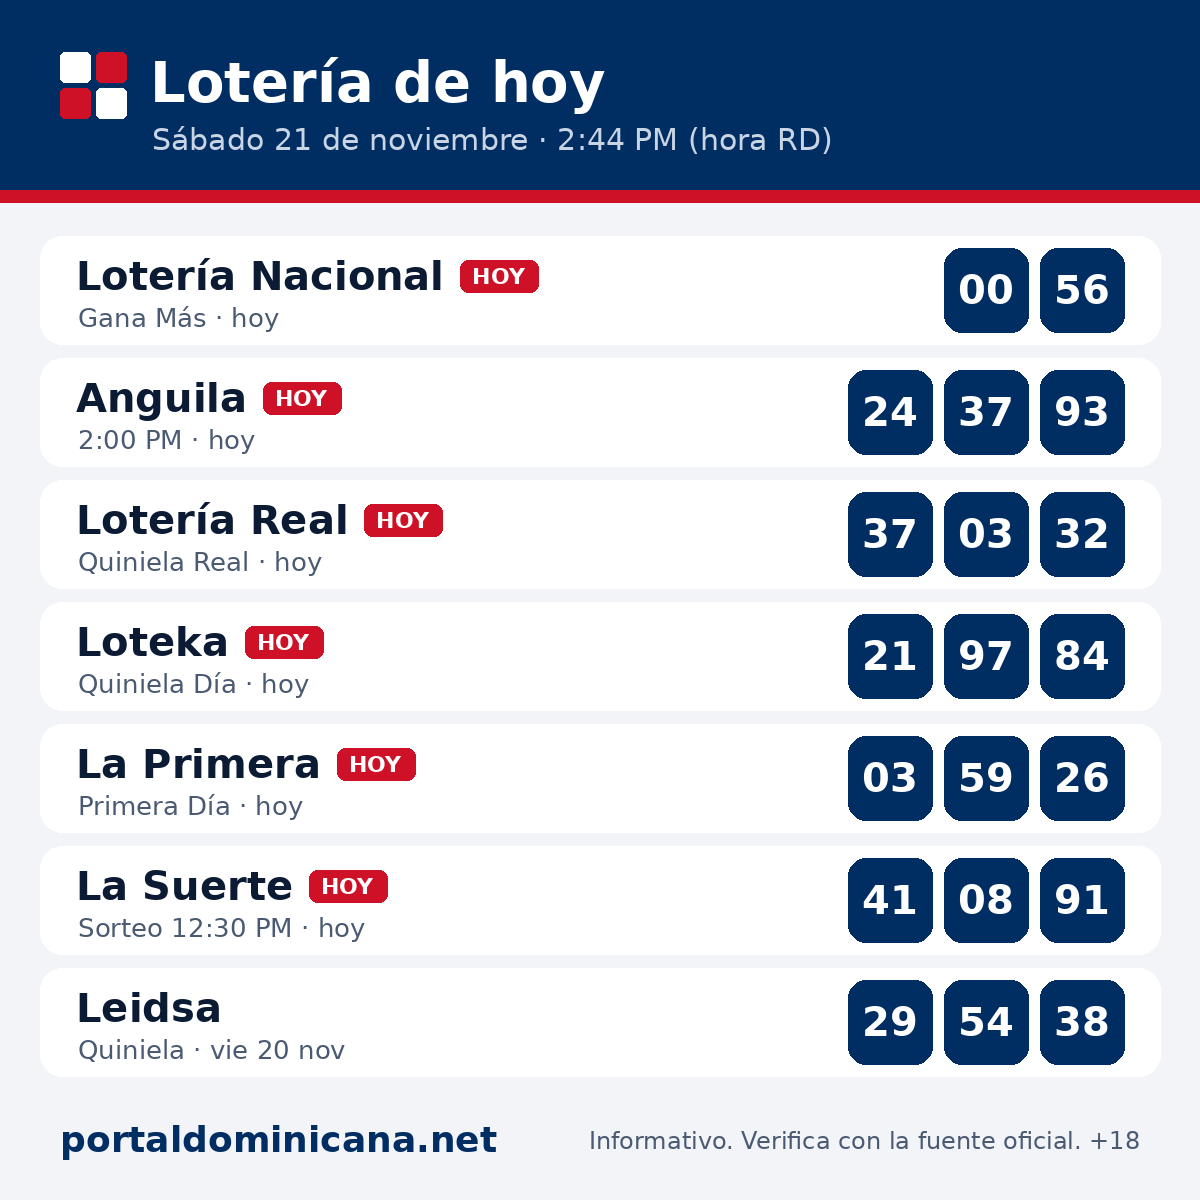 Lotería de hoy
Sábado 21 de noviembre · 2:44 PM (hora RD)
Lotería Nacional HOY
Gana Más · hoy
00 56
Anguila HOY
2:00 PM · hoy
24 37 93
Lotería Real HOY
Quiniela Real · hoy
37 03 32
Loteka HOY
Quiniela Día · hoy
21 97 84
La Primera HOY
Primera Día · hoy
03 59 26
La Suerte HOY
Sorteo 12:30 PM · hoy
41 08 91
Leidsa
Quiniela · vie 20 nov
29 54 38
portaldominicana.net
Informativo. Verifica con la fuente oficial. +18